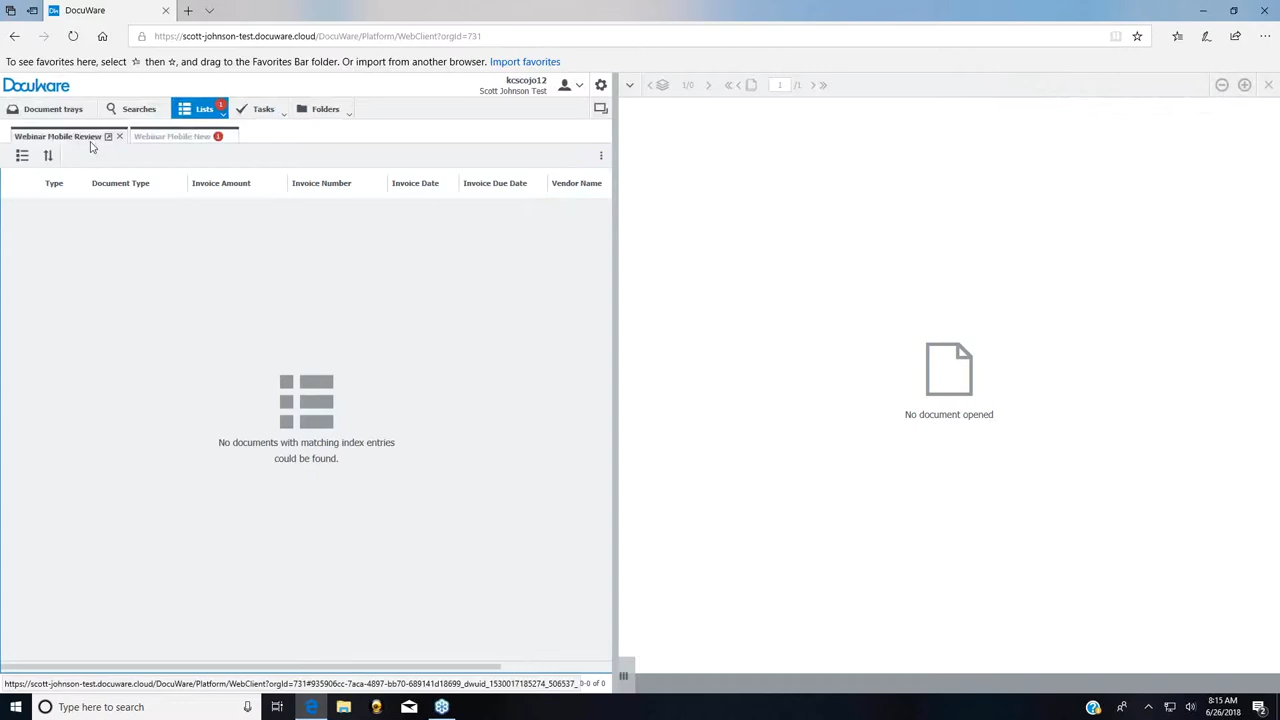 DocuWare
https://scott-johnson-test.docuware.cloud/DocuWare/Platform/WebClient?orgId=731
To see favorites here, select ☆ then ☆, and drag to the Favorites Bar folder. Or import from another browser. Import favorites
DocuWare
kcscojo12
Scott Johnson Test
1/0
1
/1
Document trays
Searches
Lists
1
Tasks
Folders
Webinar Mobile Review
Webinar Mobile New
1
Type
Document Type
Invoice Amount
Invoice Number
Invoice Date
Invoice Due Date
Vendor Name
No documents with matching index entries
could be found.
No document opened
https://scott-johnson-test.docuware.cloud/DocuWare/Platform/WebClient?orgId=731#935906cc-7aca-4897-bb70-689141d18699_dwuid_1530017185274_506537_
0-0 of 0
Type here to search
8:15 AM
6/26/2018
2